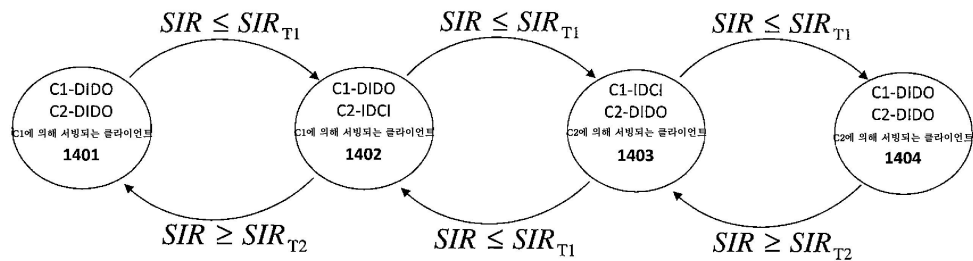 SIR ≤ SIR_T1
SIR ≤ SIR_T1
SIR ≤ SIR_T1
C1-DIDO
C2-DIDO
C1에 의해 서빙되는 클라이언트
1401
C1-DIDO
C2-IDCI
C1에 의해 서빙되는 클라이언트
1402
C1-IDCI
C2-DIDO
C2에 의해 서빙되는 클라이언트
1403
C1-DIDO
C2-DIDO
C2에 의해 서빙되는 클라이언트
1404
SIR ≥ SIR_T2
SIR ≤ SIR_T1
SIR ≥ SIR_T2